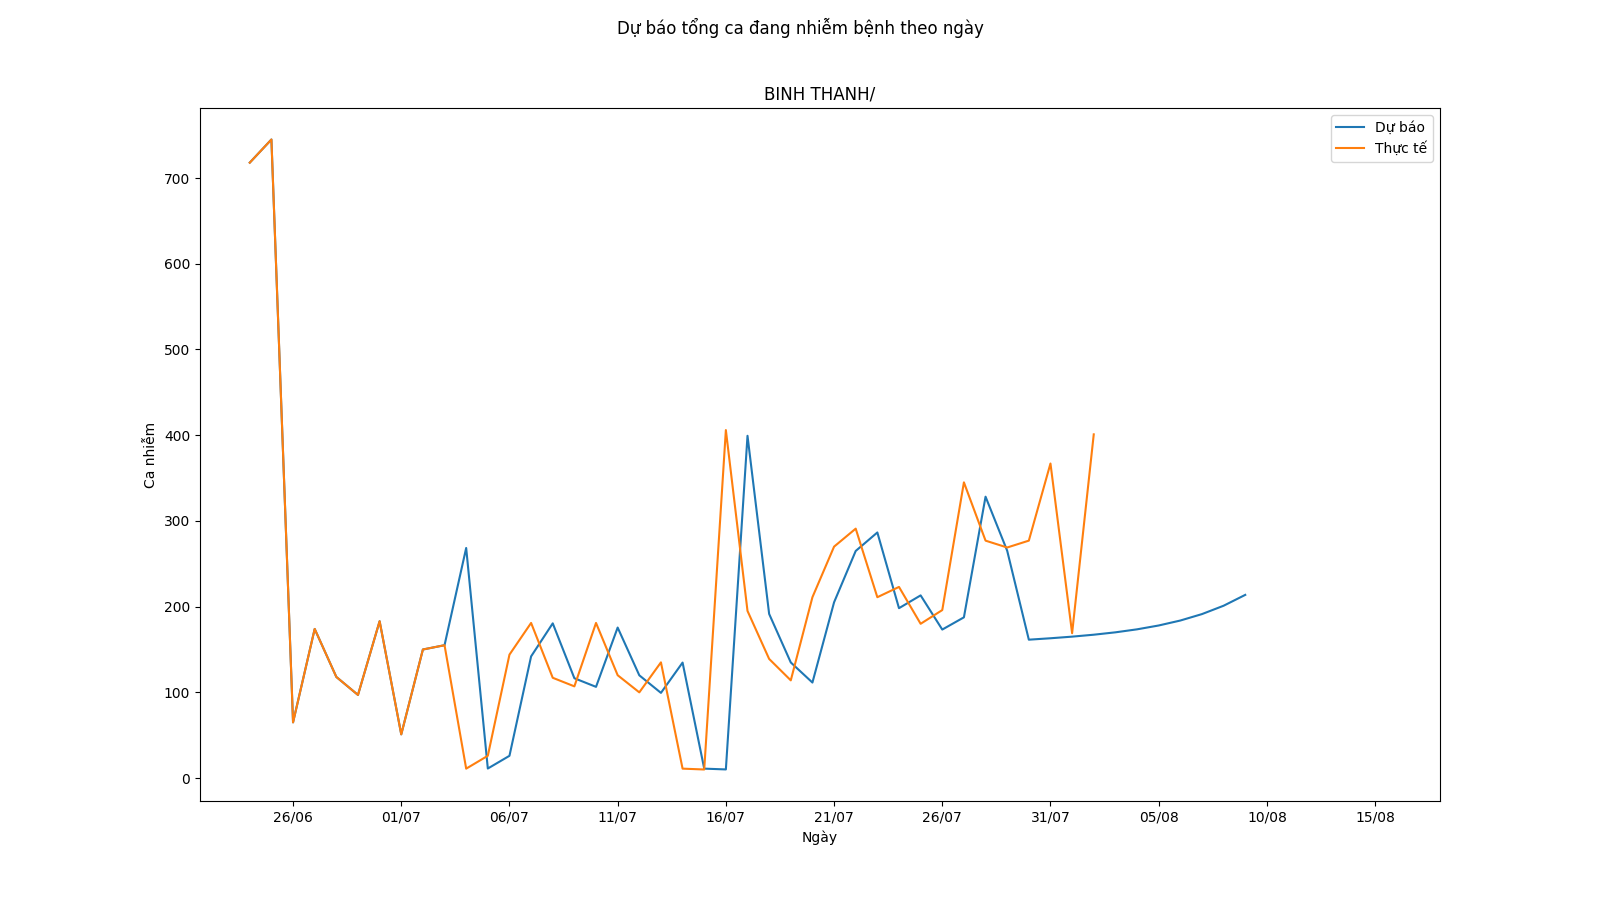 Dự báo tổng ca đang nhiễm bệnh theo ngày
BINH THANH/
Dự báo
Thực tế
700
600
500
400
300
200
100
0
Ca nhiễm
26/06 01/07 06/07 11/07 16/07 21/07 26/07 31/07 05/08 10/08 15/08
Ngày